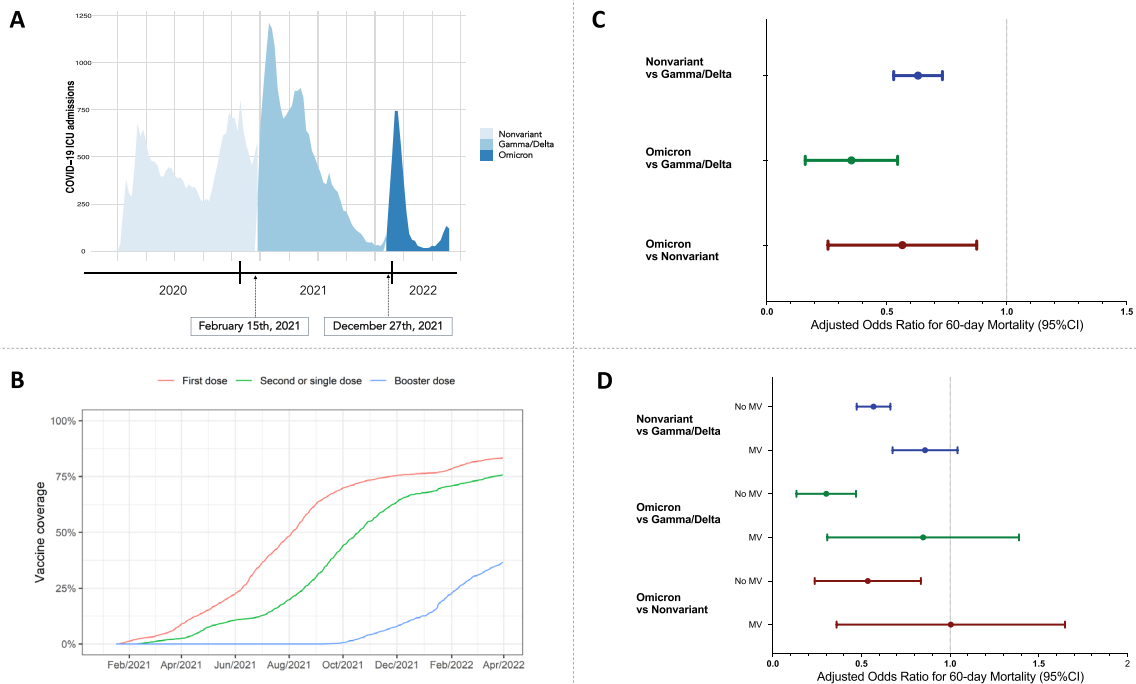 A
COVID–19 ICU admissions
1250
1000
750
500
250
0
Nonvariant
Gamma/Delta
Omicron
2020
2021
2022
February 15th, 2021
December 27th, 2021
B
First dose
Second or single dose
Booster dose
Vaccine coverage
100%
75%
50%
25%
0%
Feb/2021
Apr/2021
Jun/2021
Aug/2021
Oct/2021
Dec/2021
Feb/2022
Apr/2022
C
Nonvariant
vs Gamma/Delta
Omicron
vs Gamma/Delta
Omicron
vs Nonvariant
0.0
0.5
1.0
1.5
Adjusted Odds Ratio for 60-day Mortality (95%CI)
D
Nonvariant
vs Gamma/Delta
No MV
MV
Omicron
vs Gamma/Delta
No MV
MV
Omicron
vs Nonvariant
No MV
MV
0.0
0.5
1.0
1.5
2
Adjusted Odds Ratio for 60-day Mortality (95%CI)